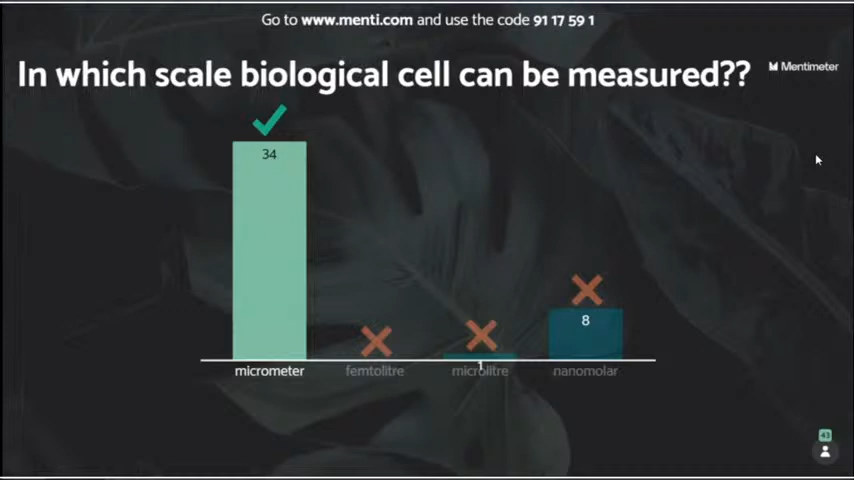 Go to www.menti.com and use the code 91 17 59 1
In which scale biological cell can be measured??
Mentimeter
34
8
1
micrometer
femtolitre
microlitre
nanomolar
43